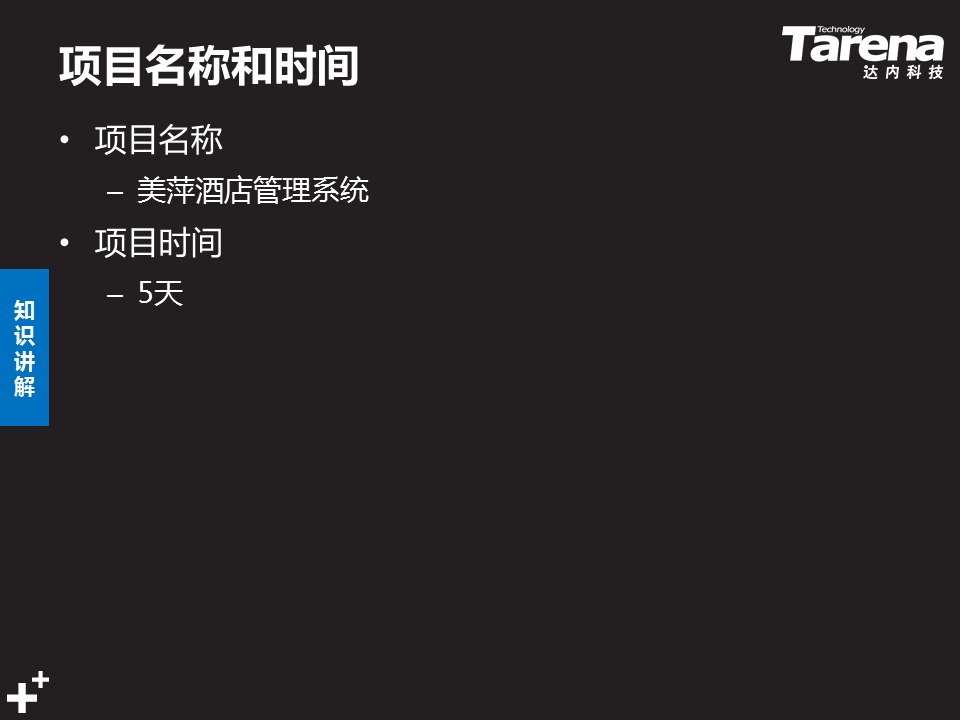 项目名称和时间
Technology
Tarena
达内科技
• 项目名称
– 美萍酒店管理系统
• 项目时间
– 5天
知识讲解